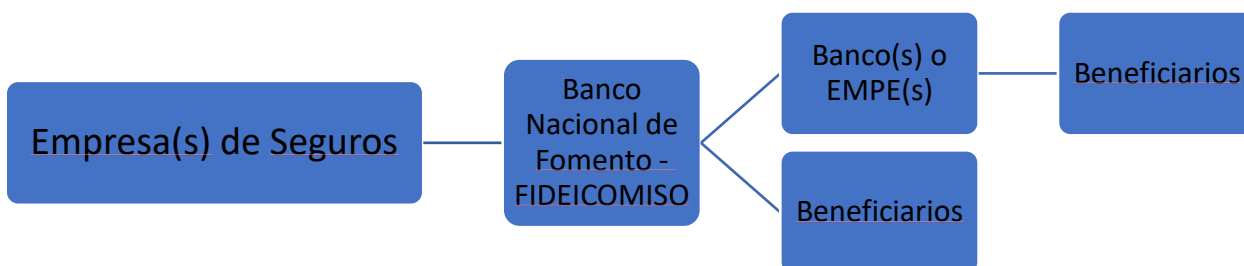 Empresa(s) de Seguros
Banco
Nacional de
Fomento -
FIDEICOMISO
Banco(s) o
EMPE(s)
Beneficiarios
Beneficiarios